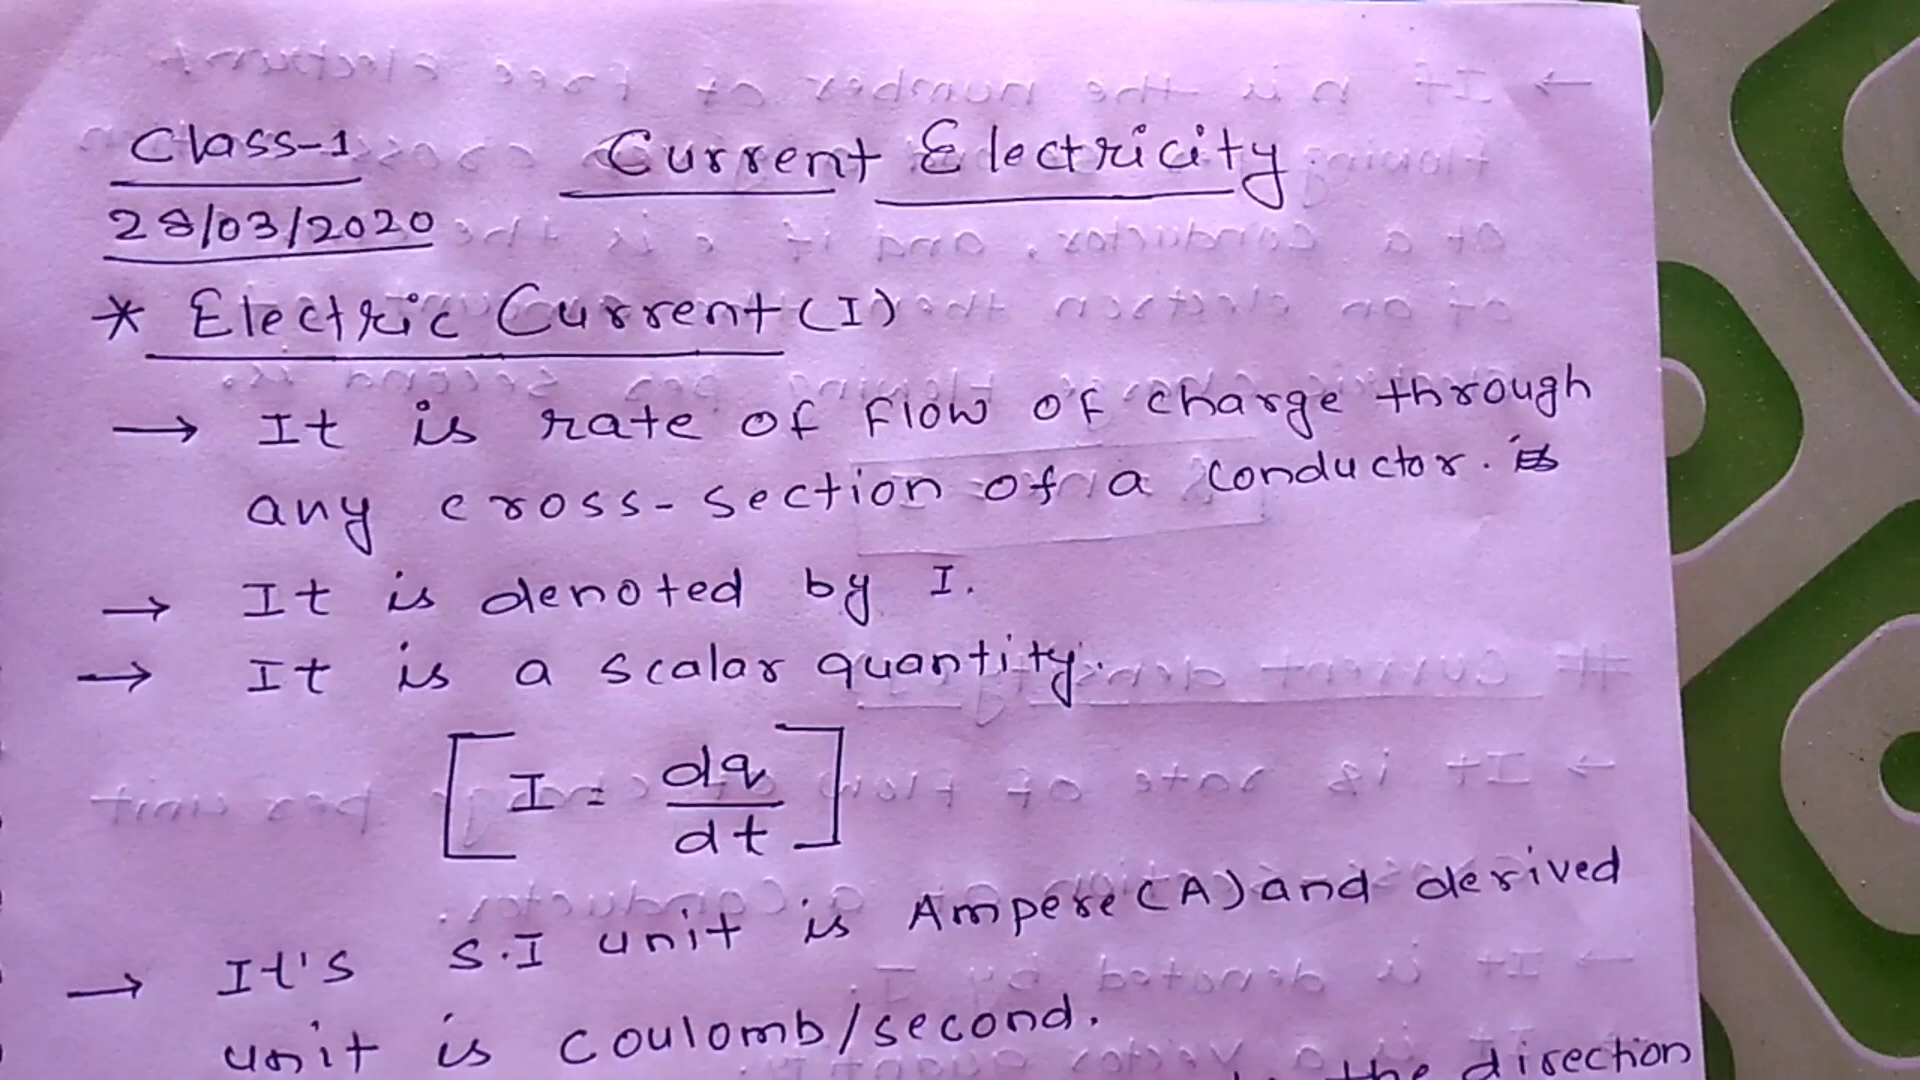 Class-1 Current Electricity
28/03/2020
* Electric Current (I)
→ It is rate of flow of charge through
any cross-section of a conductor.
→ It is denoted by I.
→ It is a scalar quantity.
[I = dq/dt]
→ It's S.I unit is Ampere (A) and derived
unit is coulomb/second.
the direction